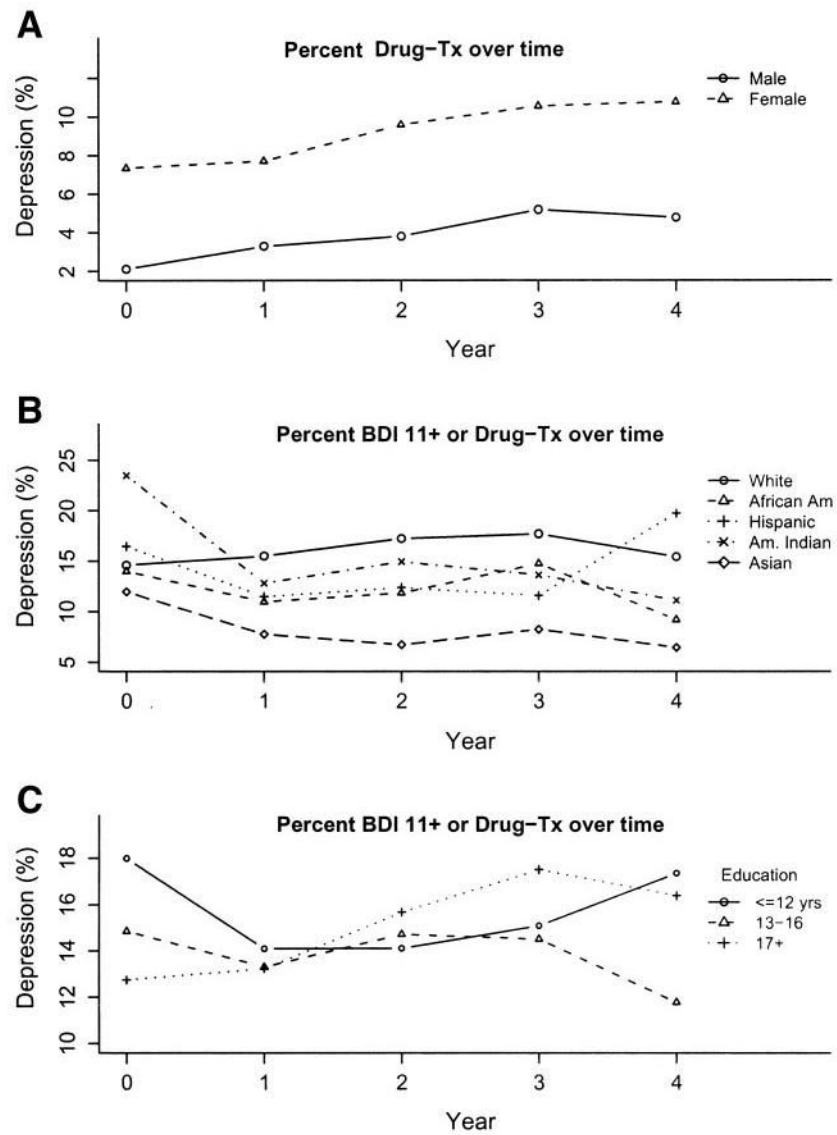 A
Percent Drug-Tx over time
Male
Female
Depression (%)
2 4 6 8 10
0 1 2 3 4
Year
B
Percent BDI 11+ or Drug-Tx over time
White
African Am
Hispanic
Am. Indian
Asian
Depression (%)
5 10 15 20 25
0 1 2 3 4
Year
C
Percent BDI 11+ or Drug-Tx over time
Education
<=12 yrs
13-16
17+
Depression (%)
10 12 14 16 18
0 1 2 3 4
Year